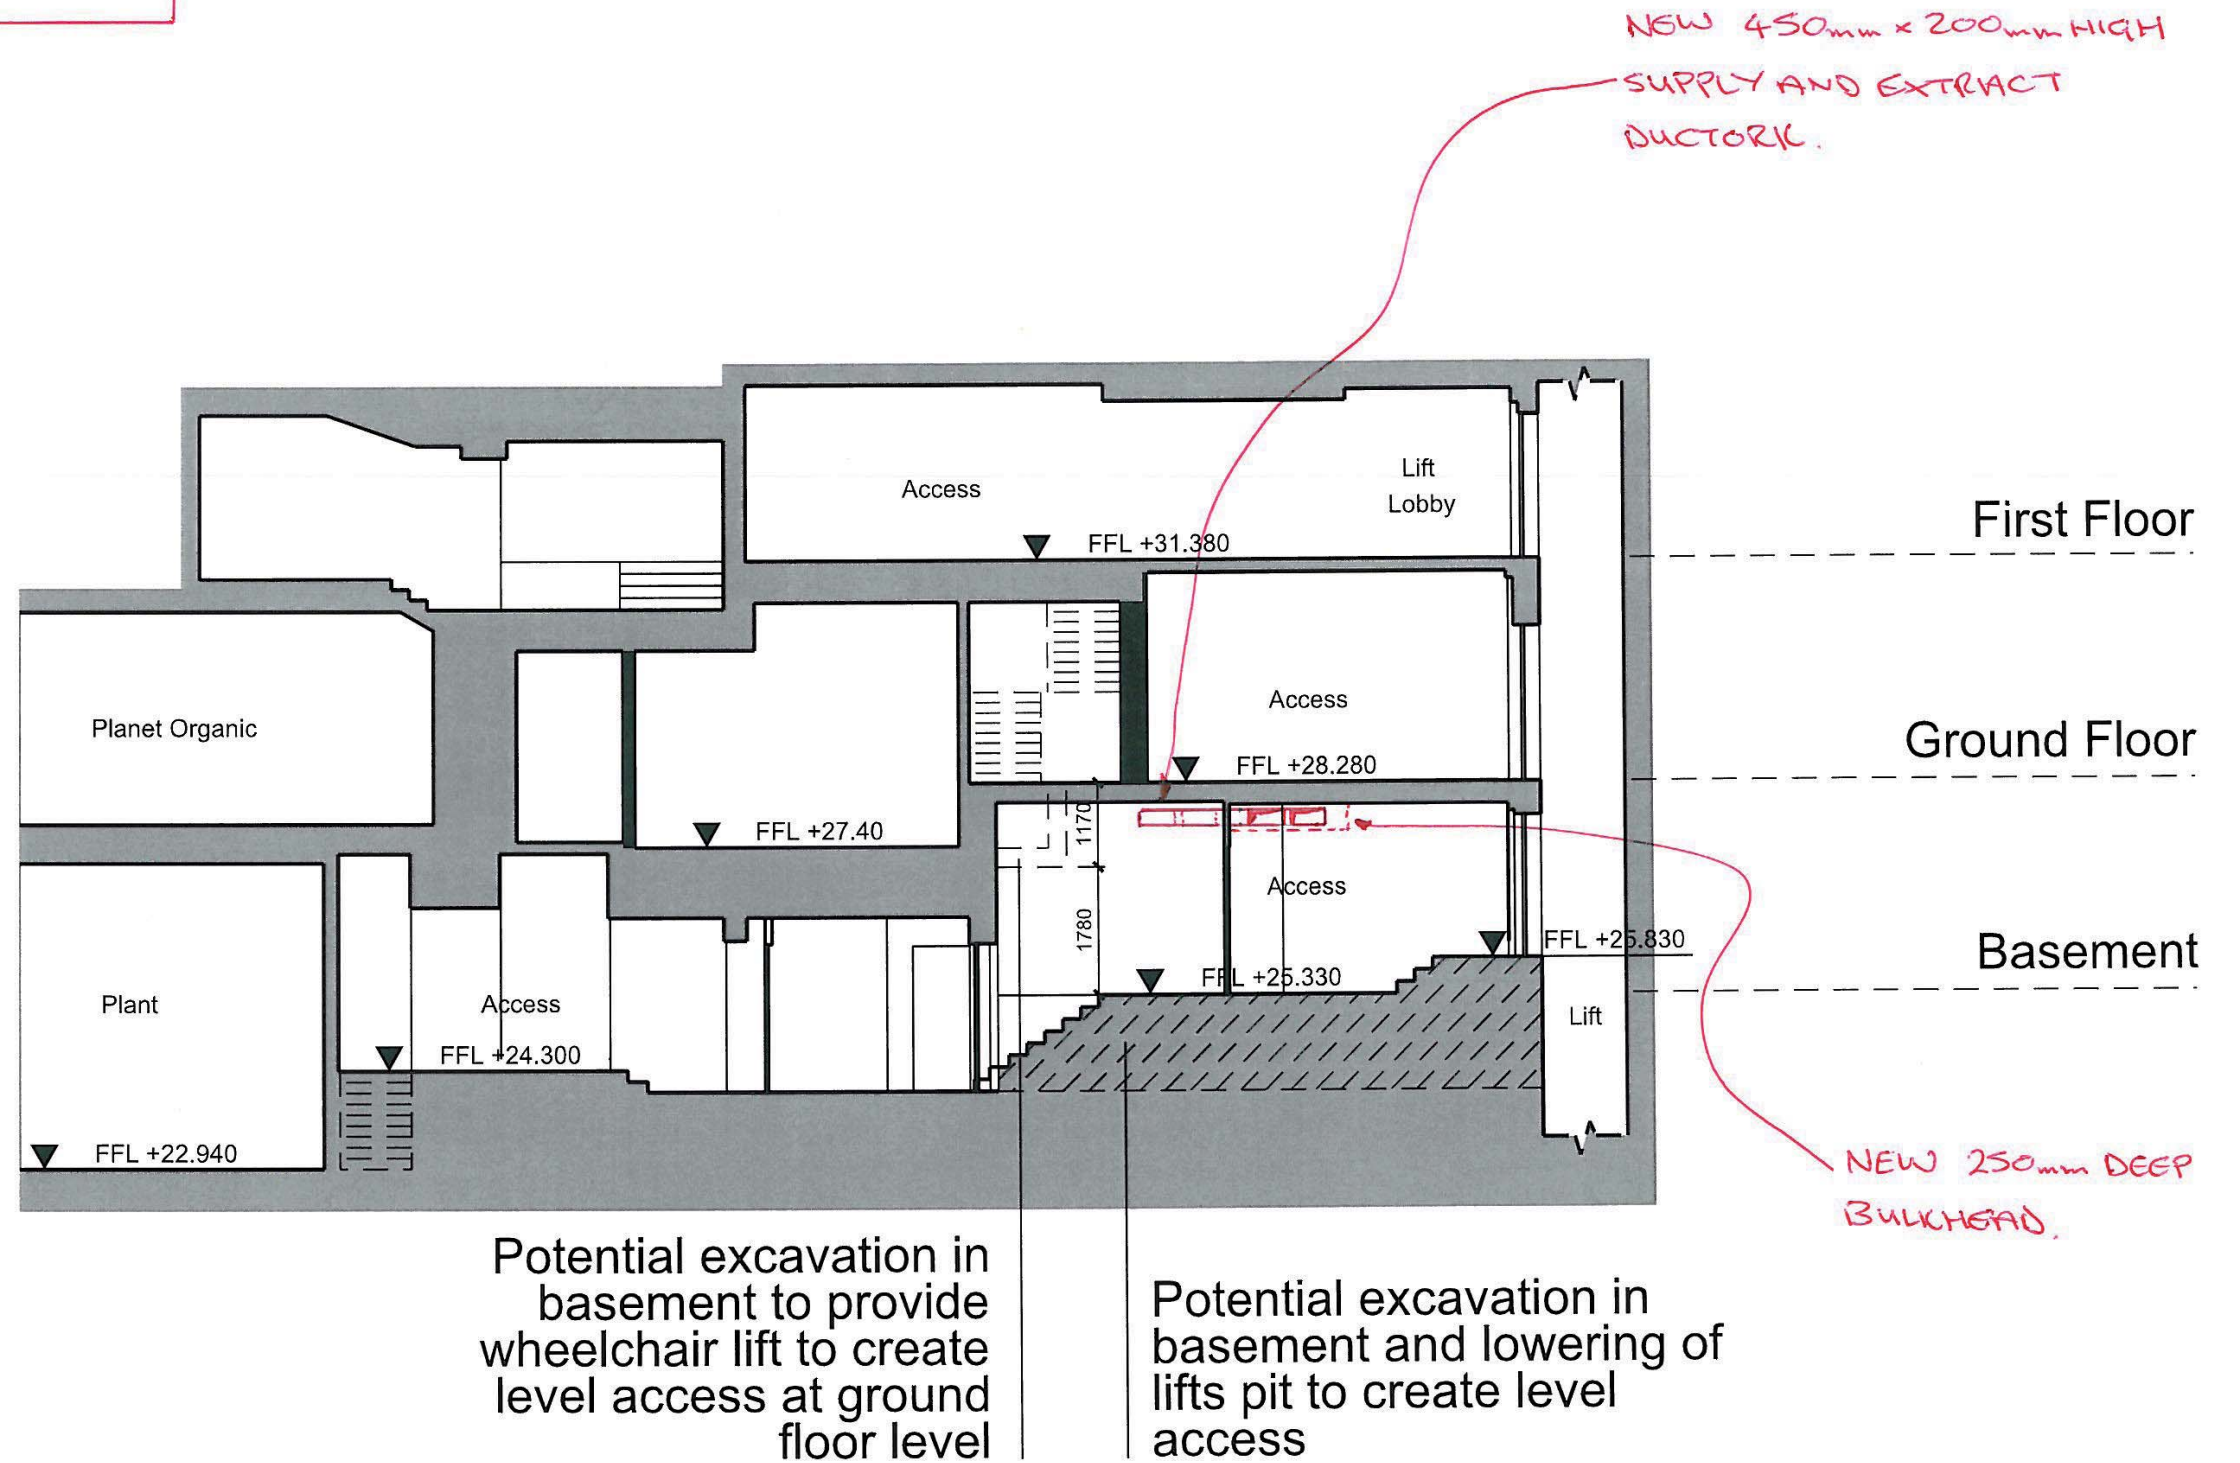 NEW 450mm x 200mm HIGH
SUPPLY AND EXTRACT
DUCTORK.
Access
Lift
Lobby
FFL +31.380
First Floor
Planet Organic
Access
Ground Floor
FFL +28.280
FFL +27.40
1170
Access
1780
FFL +25.830
Basement
FFL +25.330
Plant
Access
Lift
FFL +24.300
FFL +22.940
NEW 250mm DEEP
BULKHEAD.
Potential excavation in
basement to provide
wheelchair lift to create
level access at ground
floor level
Potential excavation in
basement and lowering of
lifts pit to create level
access